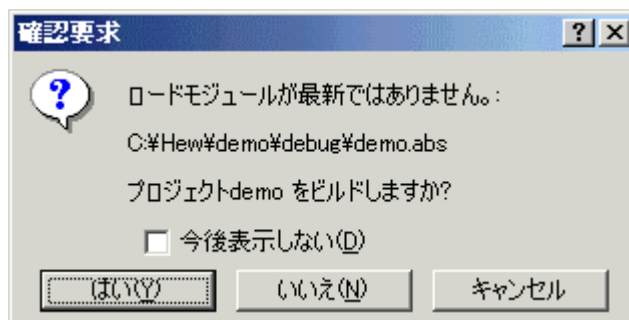 確認要求
ロードモジュールが最新ではありません。:
C:¥Hew¥demo¥debug¥demo.abs
プロジェクトdemo をビルドしますか?
今後表示しない(D)
はい(Y) いいえ(N) キャンセル